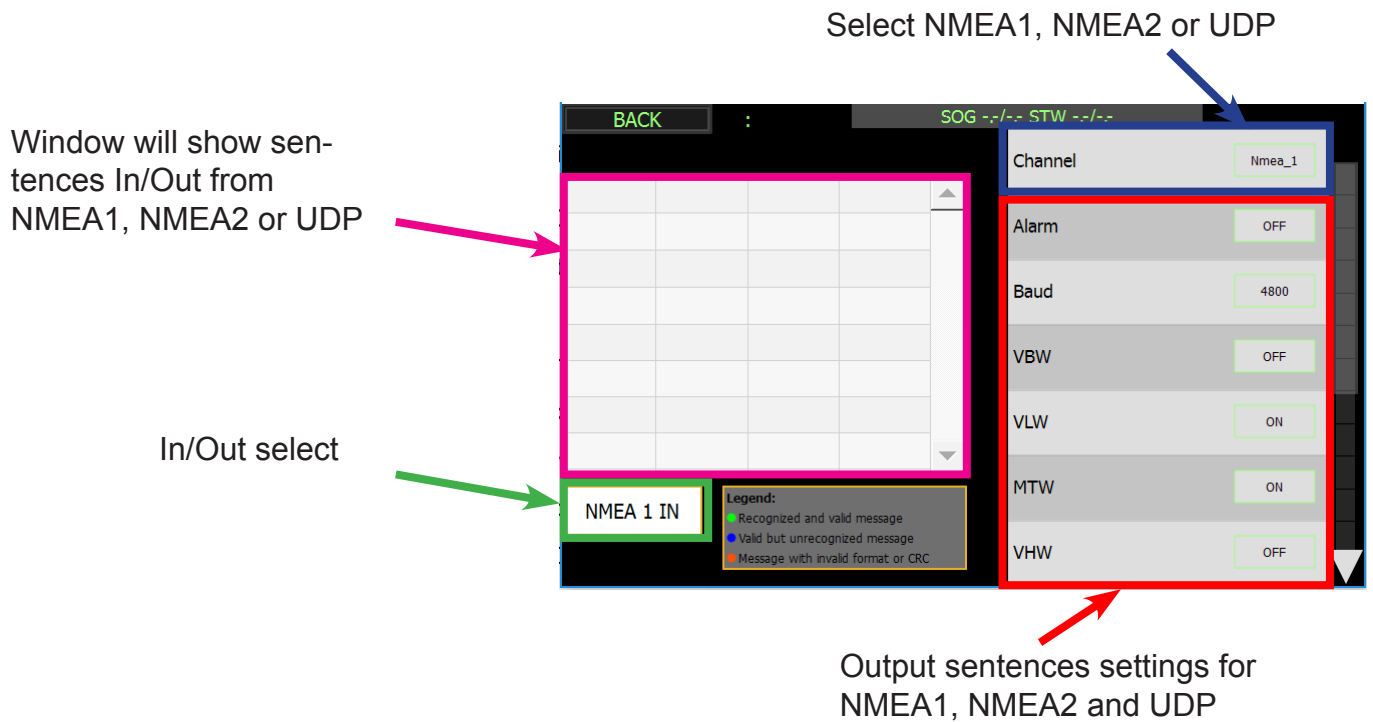 Select NMEA1, NMEA2 or UDP
Window will show sen-
tences In/Out from
NMEA1, NMEA2 or UDP
BACK : SOG -.-/-.- STW -.-/-.-
Channel Nmea_1
Alarm OFF
Baud 4800
VBW OFF
VLW ON
MTW ON
VHW OFF
In/Out select
NMEA 1 IN
Legend:
Recognized and valid message
Valid but unrecognized message
Message with invalid format or CRC
Output sentences settings for
NMEA1, NMEA2 and UDP